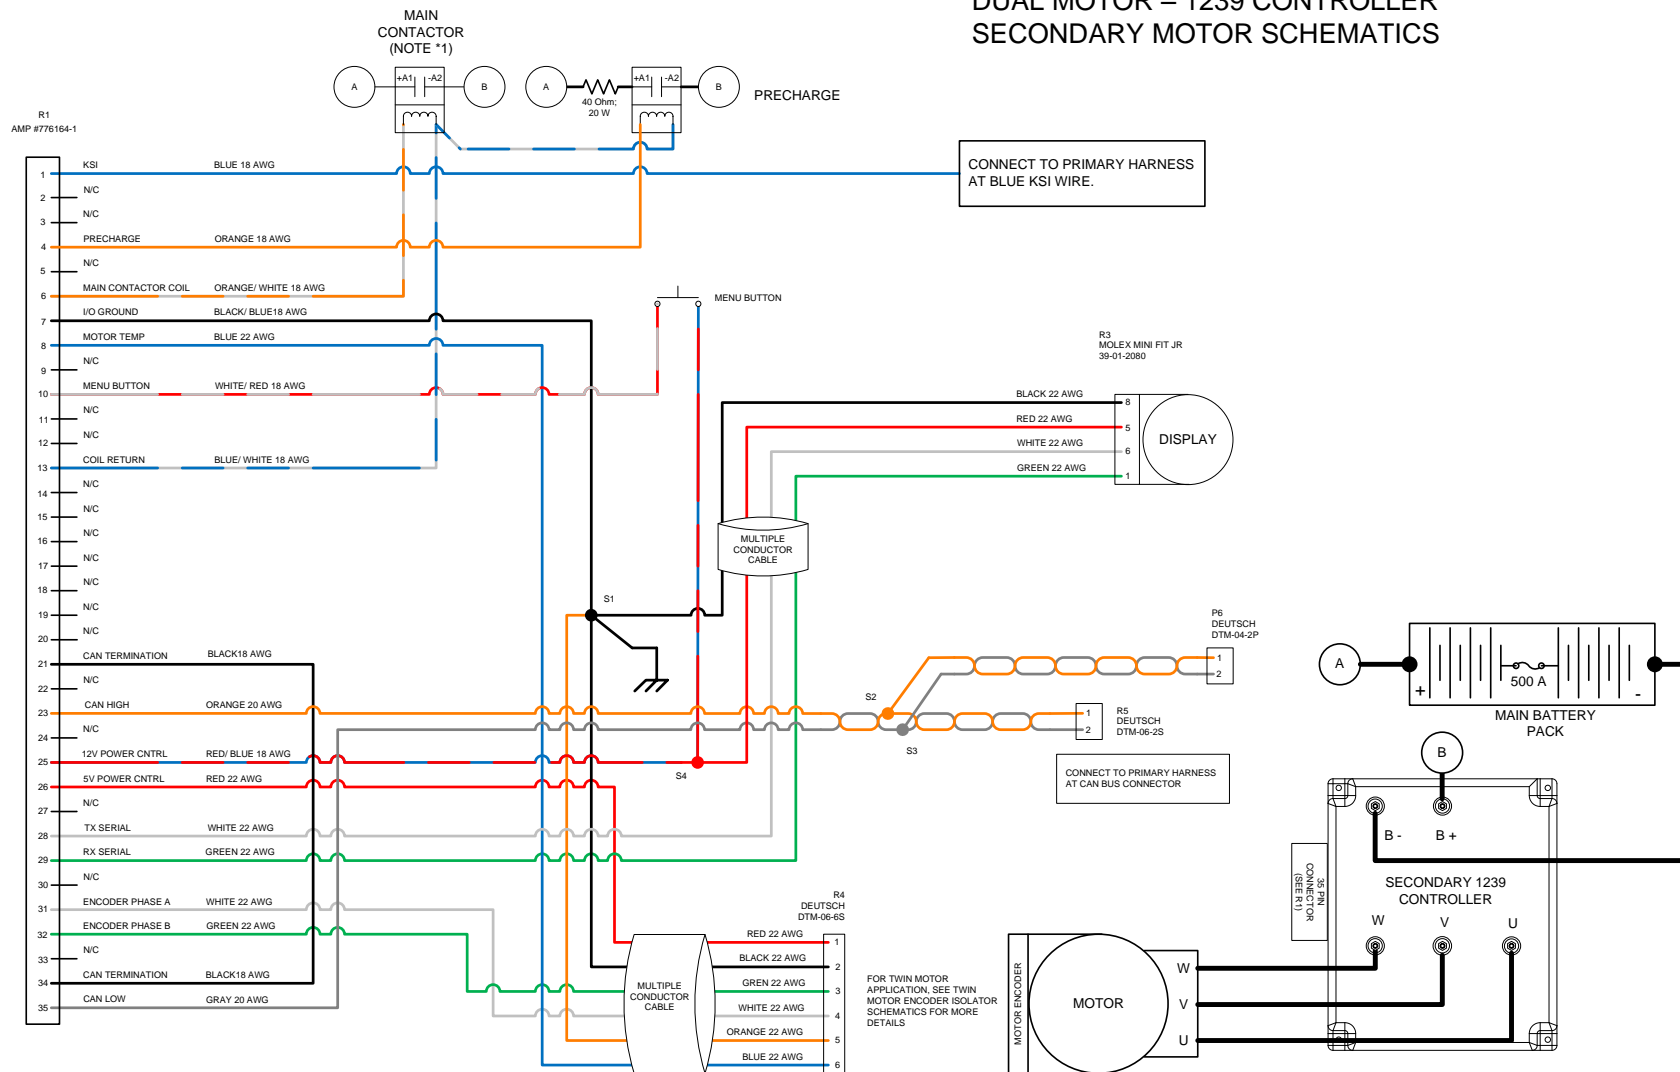 DUAL MOTOR – 1239 CONTROLLER
SECONDARY MOTOR SCHEMATICS
MAIN
CONTACTOR
(NOTE *1)
A
+A1
-A2
B
A
40 Ohm;
20 W
+A1
-A2
B
PRECHARGE
R1
AMP #776164-1
CONNECT TO PRIMARY HARNESS
AT BLUE KSI WIRE.
1 KSI BLUE 18 AWG
2 N/C
3 N/C
4 PRECHARGE ORANGE 18 AWG
5 N/C
6 MAIN CONTACTOR COIL ORANGE/ WHITE 18 AWG
7 I/O GROUND BLACK/ BLUE18 AWG
8 MOTOR TEMP BLUE 22 AWG
9 N/C
10 MENU BUTTON WHITE/ RED 18 AWG
11 N/C
12 N/C
13 COIL RETURN BLUE/ WHITE 18 AWG
14 N/C
15 N/C
16 N/C
17 N/C
18 N/C
19 N/C
20 N/C
21 CAN TERMINATION BLACK18 AWG
22 N/C
23 CAN HIGH ORANGE 20 AWG
24 N/C
25 12V POWER CNTRL RED/ BLUE 18 AWG
26 5V POWER CNTRL RED 22 AWG
27 N/C
28 TX SERIAL WHITE 22 AWG
29 RX SERIAL GREEN 22 AWG
30 N/C
31 ENCODER PHASE A WHITE 22 AWG
32 ENCODER PHASE B GREEN 22 AWG
33 N/C
34 CAN TERMINATION BLACK18 AWG
35 CAN LOW GRAY 20 AWG
MENU BUTTON
R3
MOLEX MINI FIT JR
39-01-2080
BLACK 22 AWG 8
RED 22 AWG 5
WHITE 22 AWG 6
GREEN 22 AWG 1
DISPLAY
MULTIPLE
CONDUCTOR
CABLE
S1
S2
S3
S4
P6
DEUTSCH
DTM-04-2P
1
2
R5
DEUTSCH
DTM-06-2S
1
2
CONNECT TO PRIMARY HARNESS
AT CAN BUS CONNECTOR
A
+
500 A
-
MAIN BATTERY
PACK
B
B -
B +
SECONDARY 1239
CONTROLLER
W
V
U
35 PIN
CONNECTOR
(SEE R1)
R4
DEUTSCH
DTM-06-6S
RED 22 AWG 1
BLACK 22 AWG 2
GREN 22 AWG 3
WHITE 22 AWG 4
ORANGE 22 AWG 5
BLUE 22 AWG 6
MULTIPLE
CONDUCTOR
CABLE
FOR TWIN MOTOR
APPLICATION, SEE TWIN
MOTOR ENCODER ISOLATOR
SCHEMATICS FOR MORE
DETAILS
MOTOR ENCODER
MOTOR
W
V
U